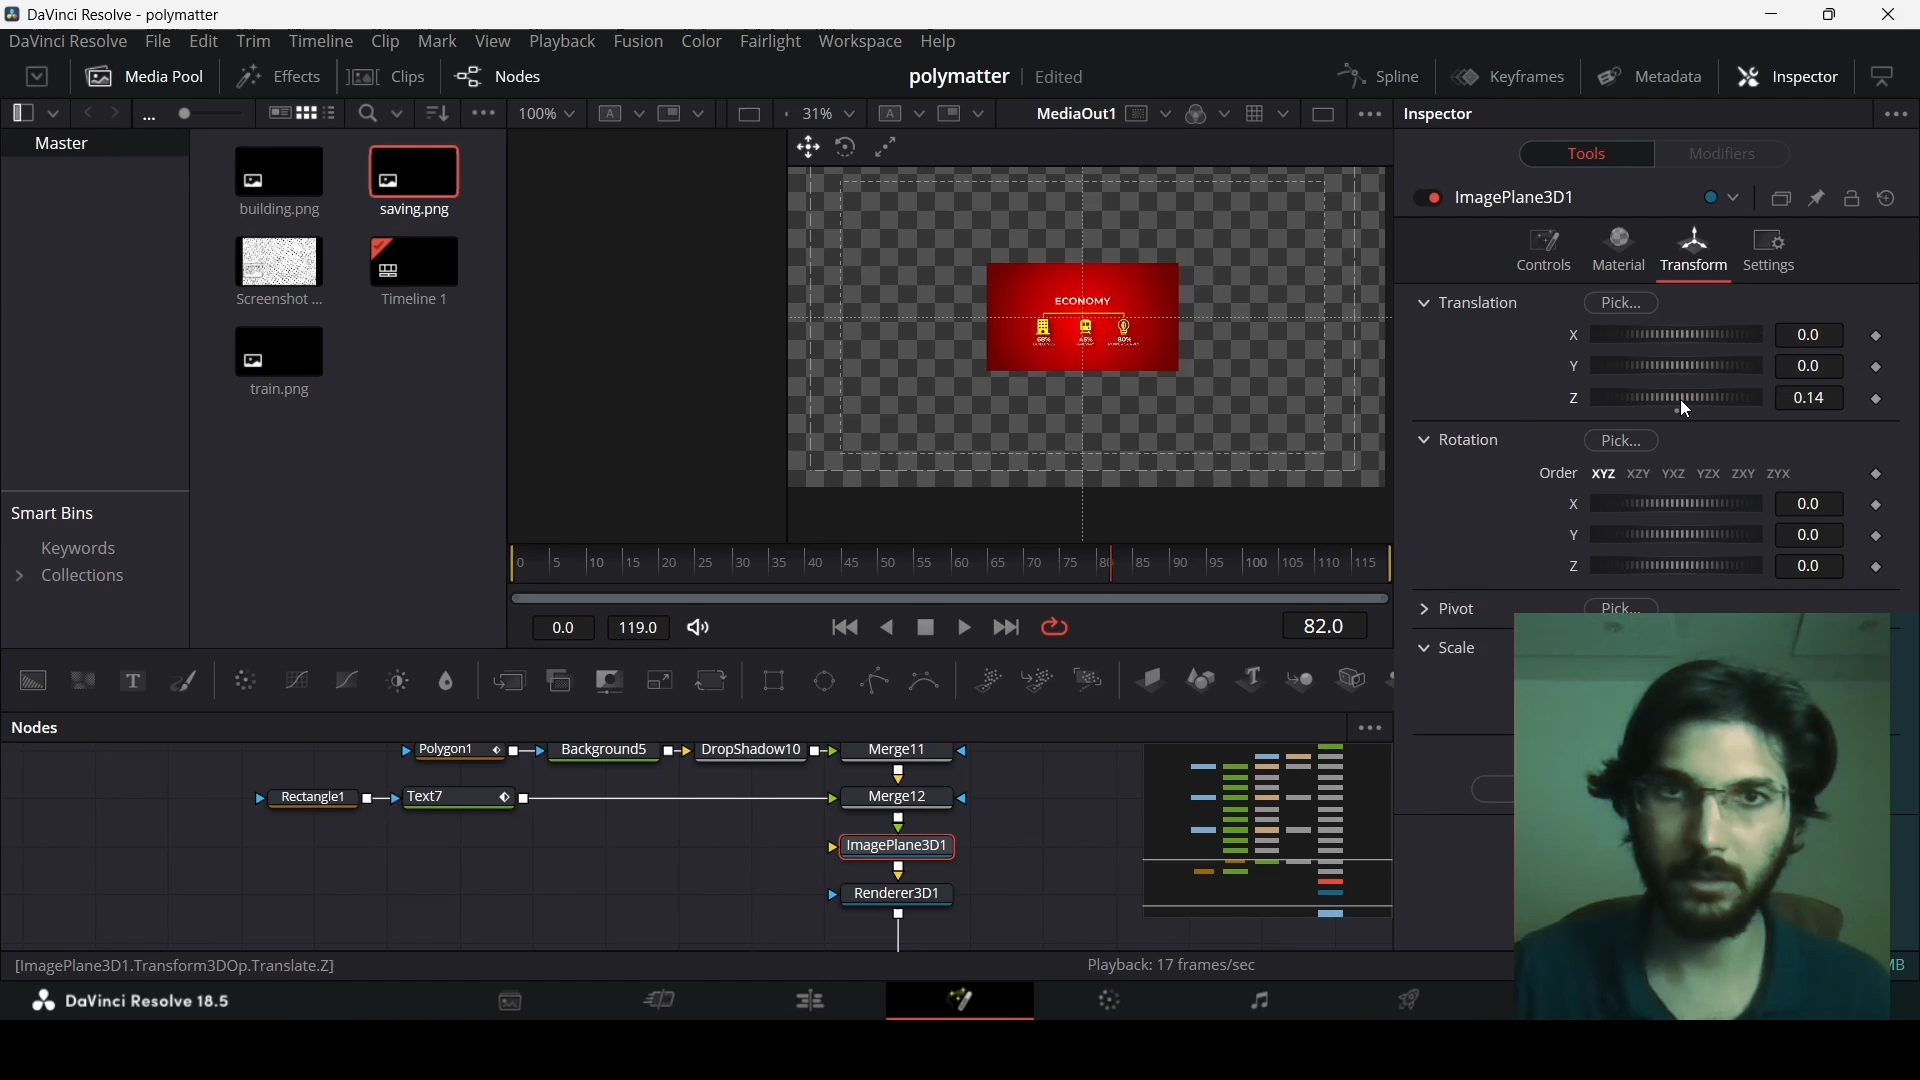 DaVinci Resolve - polymatter
DaVinci Resolve File Edit Trim Timeline Clip Mark View Playback Fusion Color Fairlight Workspace Help
Media Pool Effects Clips Nodes polymatter Edited Spline Keyframes Metadata Inspector
... 100% A 31% A MediaOut1 Inspector
Master
building.png saving.png
Screenshot ... Timeline 1
train.png
Smart Bins
Keywords
Collections
ECONOMY
68% 45% 80%
Tools Modifiers
ImagePlane3D1
Controls Material Transform Settings
Translation Pick...
X 0.0
Y 0.0
Z 0.14
Rotation Pick...
Order XYZ XZY YXZ YZX ZXY ZYX
X 0.0
Y 0.0
Z 0.0
Pivot Pick...
Scale
0 5 10 15 20 25 30 35 40 45 50 55 60 65 70 75 80 85 90 95 100 105 110 115
0.0 119.0 82.0
T T
Nodes
Polygon1 Background5 DropShadow10 Merge11
Rectangle1 Text7 Merge12
ImagePlane3D1
Renderer3D1
[ImagePlane3D1.Transform3DOp.Translate.Z] Playback: 17 frames/sec MB
DaVinci Resolve 18.5